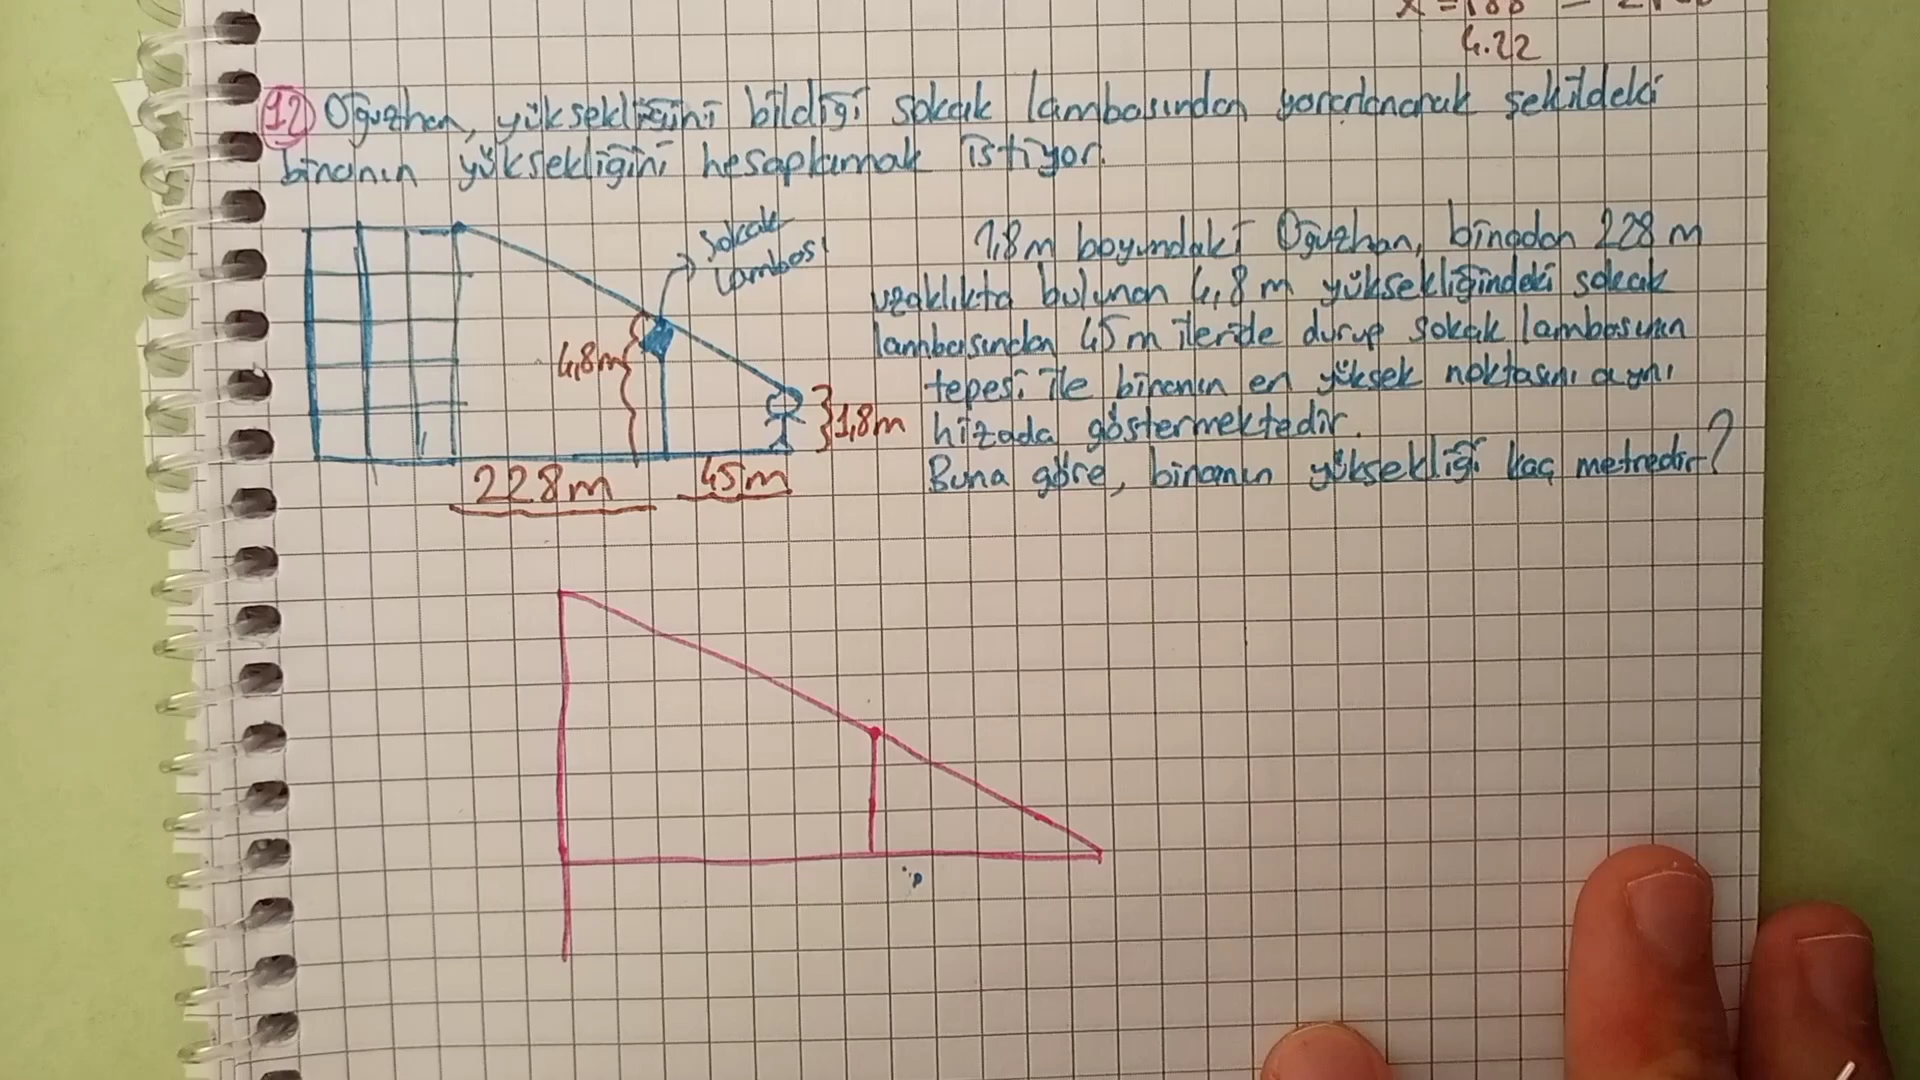 4.22
12) Oğuzhan, yüksekliğini bildiği sokak lambasından yararlanarak şekildeki
binanın yüksekliğini hesaplamak istiyor.
sokak
lambası
4,8m
1,8m
228m
45m
1,8m boyundaki Oğuzhan, binadan 228 m
uzaklıkta bulunan 4,8 m yüksekliğindeki sokak
lambasından 45 m ileride durup sokak lambasının
tepesi ile binanın en yüksek noktasını aynı
hizada göstermektedir.
Buna göre, binanın yüksekliği kaç metredir?